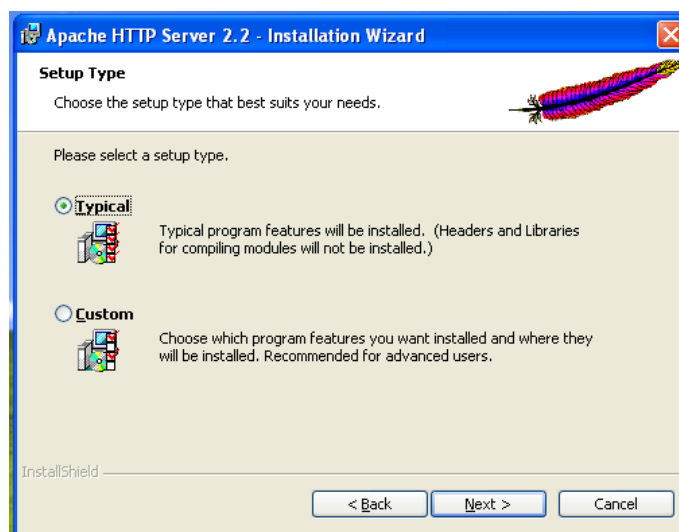 Apache HTTP Server 2.2 - Installation Wizard
Setup Type
Choose the setup type that best suits your needs.
Please select a setup type.
Typical
Typical program features will be installed. (Headers and Libraries
for compiling modules will not be installed.)
Custom
Choose which program features you want installed and where they
will be installed. Recommended for advanced users.
InstallShield
< Back
Next >
Cancel